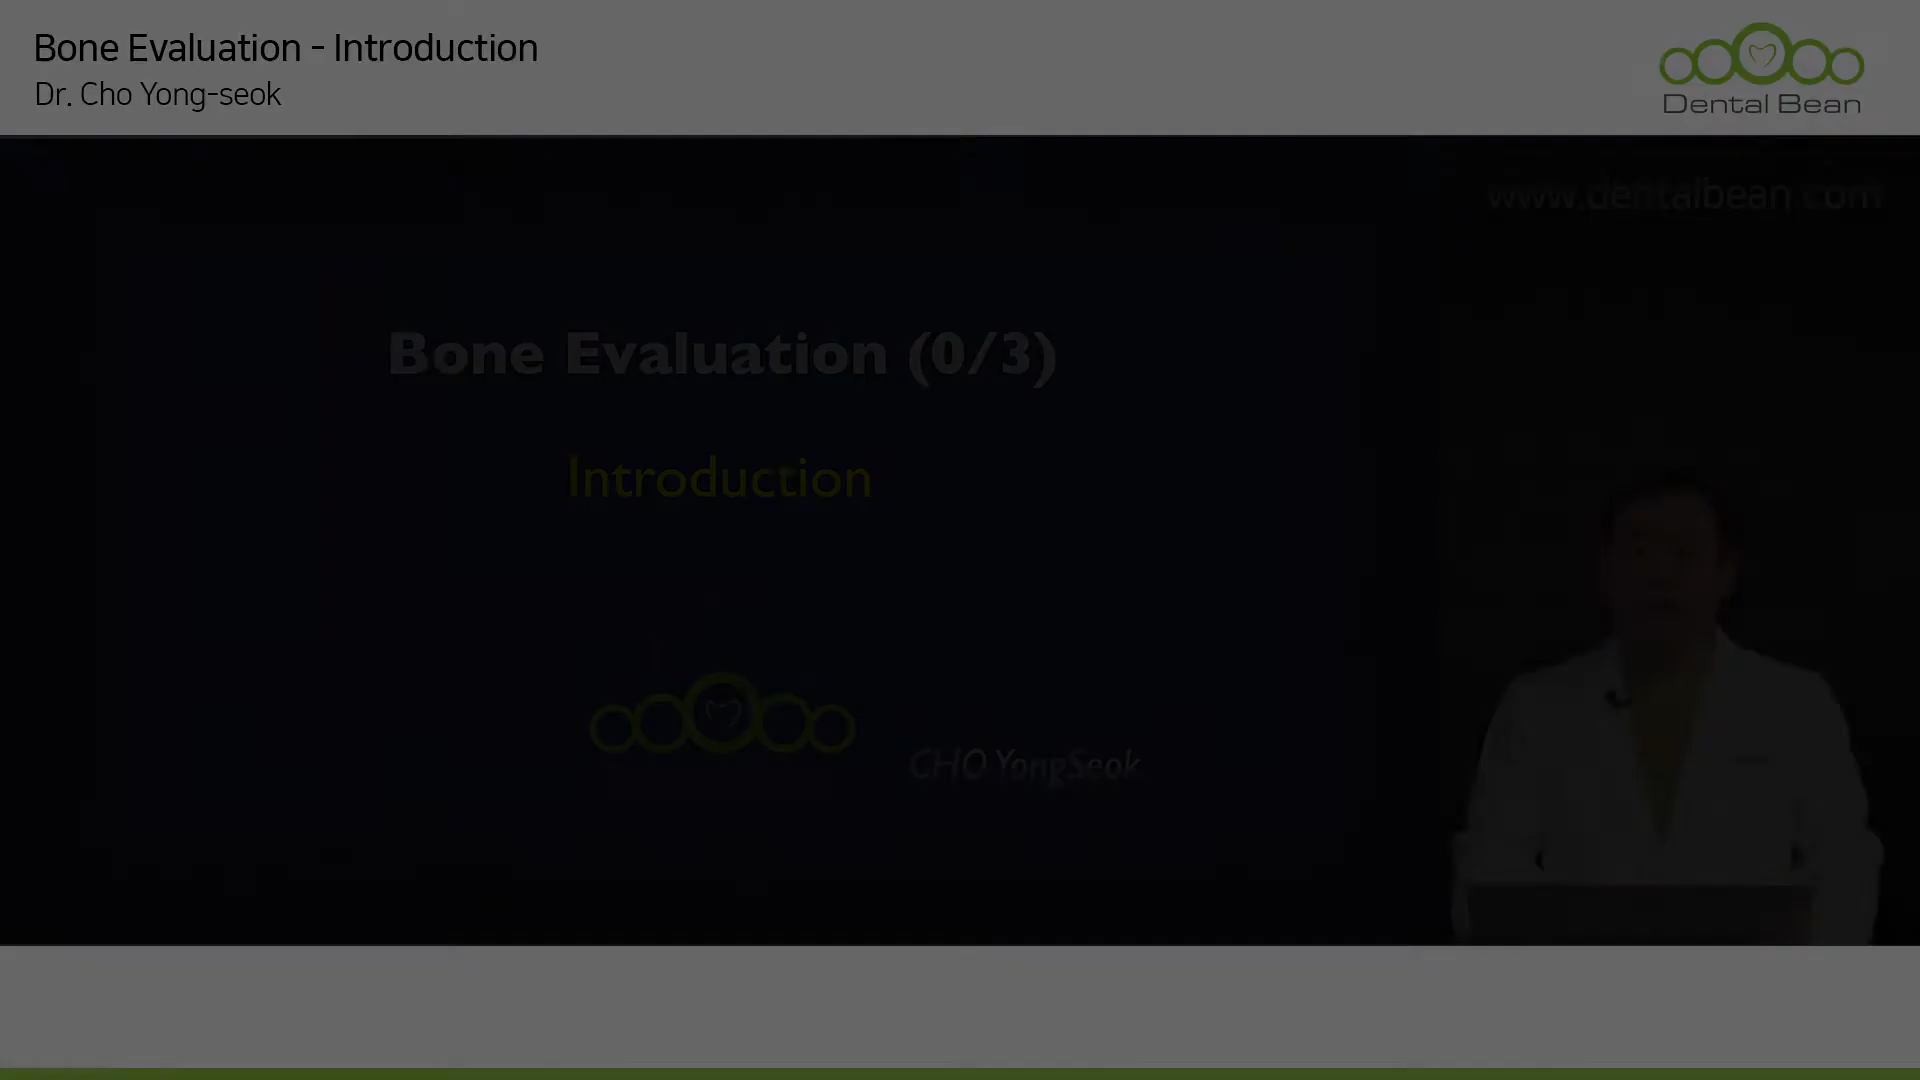 Bone Evaluation - Introduction
Dr. Cho Yong-seok
Dental Bean
www.dentalbean.com
Bone Evaluation (0/3)
Introduction
CHO YongSeok